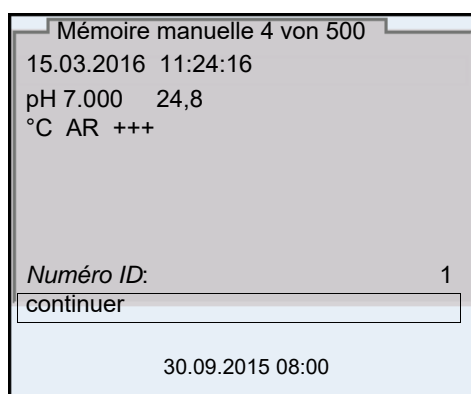 Mémoire manuelle 4 von 500
15.03.2016 11:24:16
pH 7.000 24,8
°C AR +++
Numéro ID: 1
continuer
30.09.2015 08:00